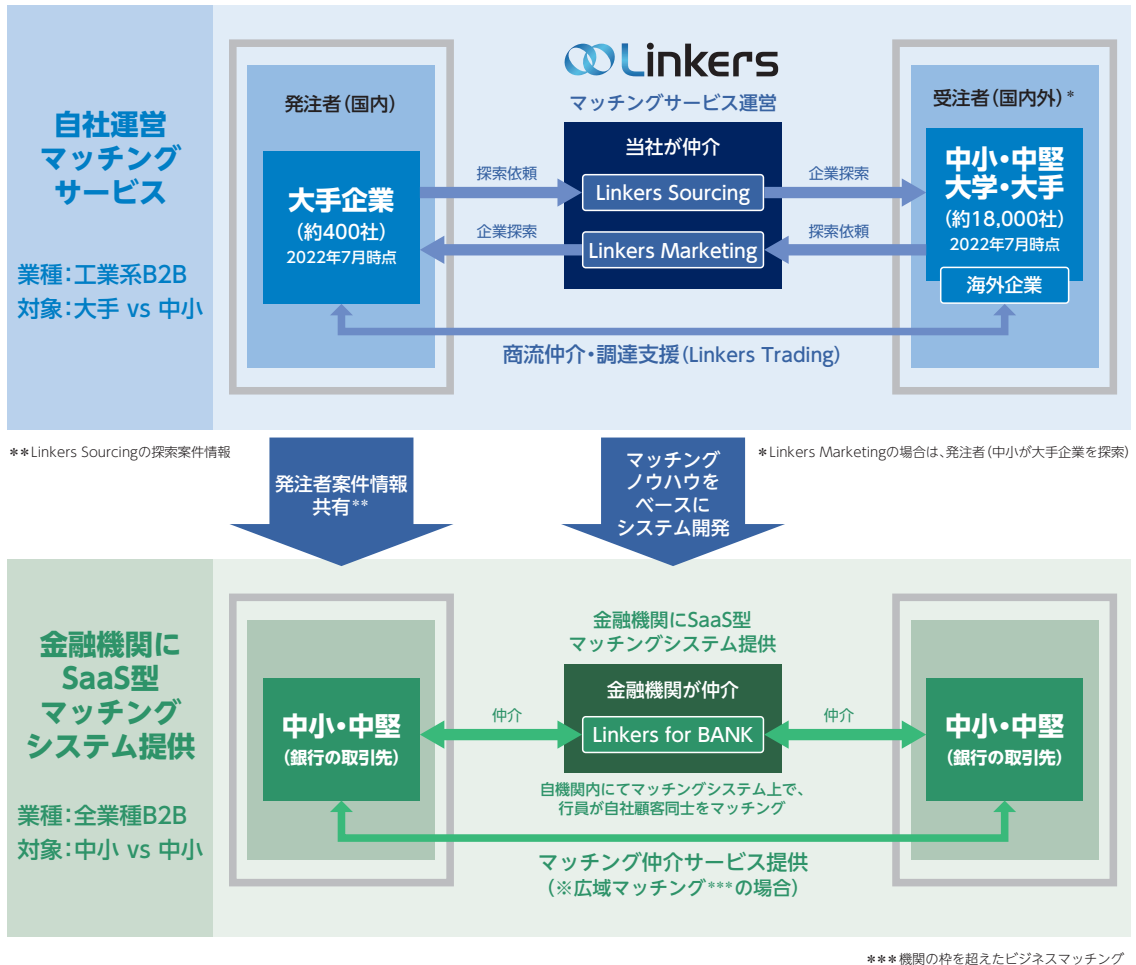 自社運営
マッチング
サービス
業種：工業系B2B
対象：大手 vs 中小
Linkers
マッチングサービス運営
発注者（国内）
大手企業
（約400社）
2022年7月時点
探索依頼
企業探索
当社が仲介
Linkers Sourcing
Linkers Marketing
企業探索
探索依頼
受注者（国内外）*
中小・中堅
大学・大手
（約18,000社）
2022年7月時点
海外企業
商流仲介・調達支援（Linkers Trading）
**Linkers Sourcingの探索案件情報
*Linkers Marketingの場合は、発注者（中小が大手企業を探索）
発注者案件情報
共有**
マッチング
ノウハウを
ベースに
システム開発
金融機関に
SaaS型
マッチング
システム提供
業種：全業種B2B
対象：中小 vs 中小
金融機関にSaaS型
マッチングシステム提供
中小・中堅
（銀行の取引先）
仲介
金融機関が仲介
Linkers for BANK
仲介
中小・中堅
（銀行の取引先）
自機関内にてマッチングシステム上で、
行員が自社顧客同士をマッチング
マッチング仲介サービス提供
（※広域マッチング***の場合）
***機関の枠を超えたビジネスマッチング